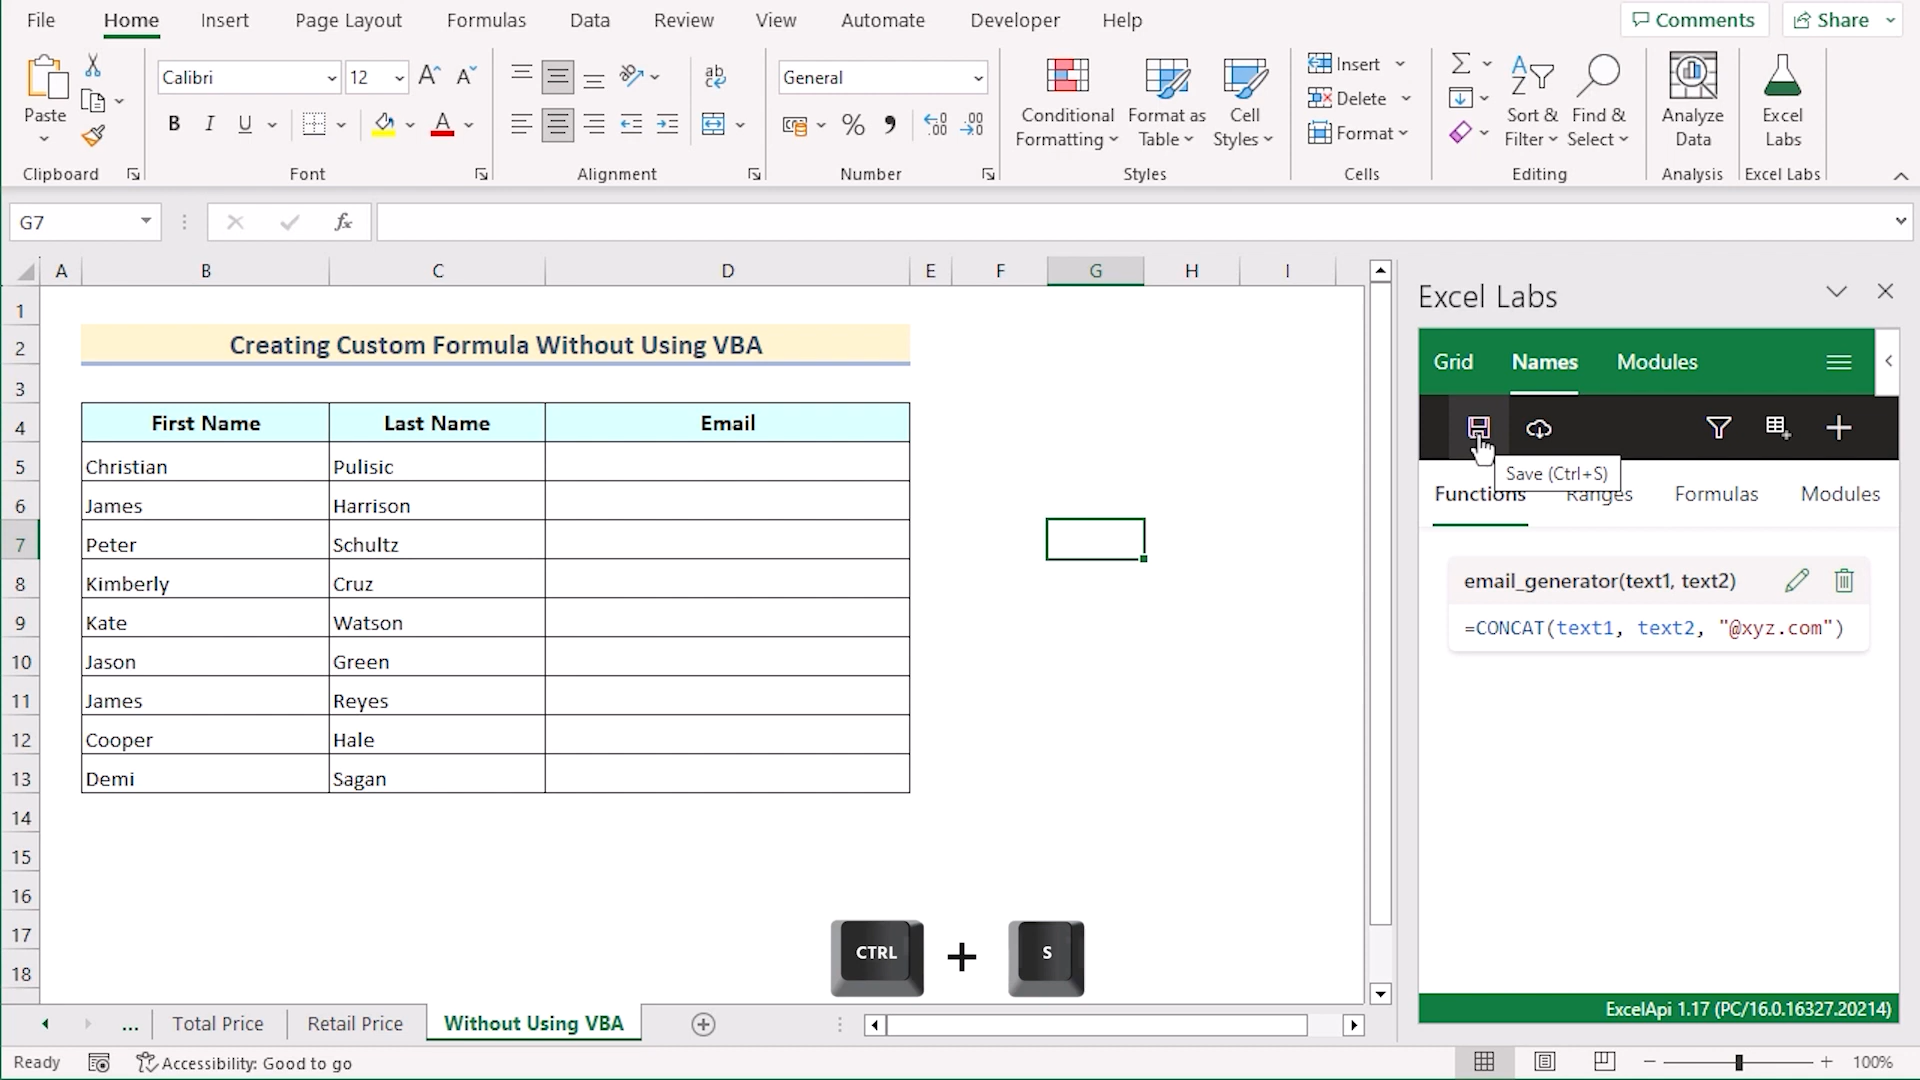 File Home Insert Page Layout Formulas Data Review View Automate Developer Help Comments Share
Paste Calibri 12 General Conditional Formatting Format as Table Cell Styles Insert Delete Format Sort & Filter Find & Select Analyze Data Excel Labs
B I U A % ab
Clipboard Font Alignment Number Styles Cells Editing Analysis Excel Labs
G7 fx
A B C D E F G H I
1
2 Creating Custom Formula Without Using VBA
3
4 First Name Last Name Email
5 Christian Pulisic
6 James Harrison
7 Peter Schultz
8 Kimberly Cruz
9 Kate Watson
10 Jason Green
11 James Reyes
12 Cooper Hale
13 Demi Sagan
14
15
16
17
18
CTRL + S
Excel Labs
Grid Names Modules
Save (Ctrl+S)
Functions Ranges Formulas Modules
email_generator(text1, text2)
=CONCAT(text1, text2, "@xyz.com")
ExcelApi 1.17 (PC/16.0.16327.20214)
... Total Price Retail Price Without Using VBA
Ready Accessibility: Good to go 100%